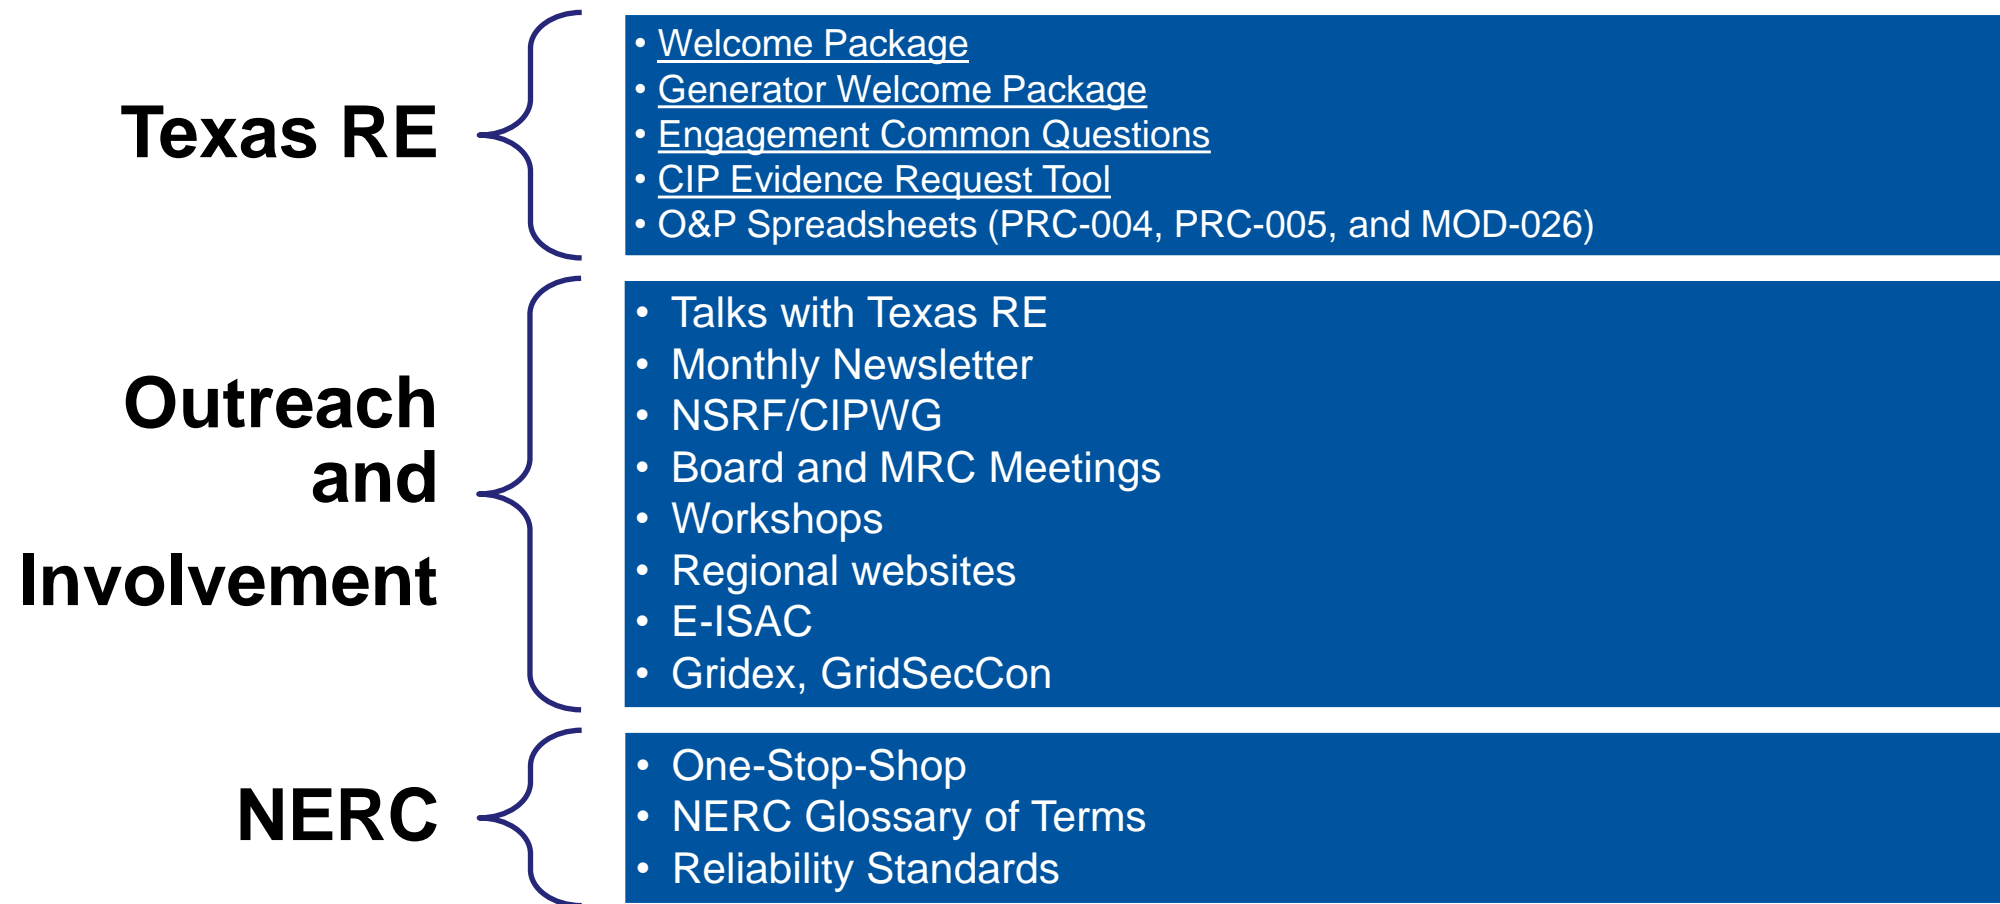 Texas RE
• Welcome Package
• Generator Welcome Package
• Engagement Common Questions
• CIP Evidence Request Tool
• O&P Spreadsheets (PRC-004, PRC-005, and MOD-026)
Outreach
and
Involvement
• Talks with Texas RE
• Monthly Newsletter
• NSRF/CIPWG
• Board and MRC Meetings
• Workshops
• Regional websites
• E-ISAC
• Gridex, GridSecCon
NERC
• One-Stop-Shop
• NERC Glossary of Terms
• Reliability Standards